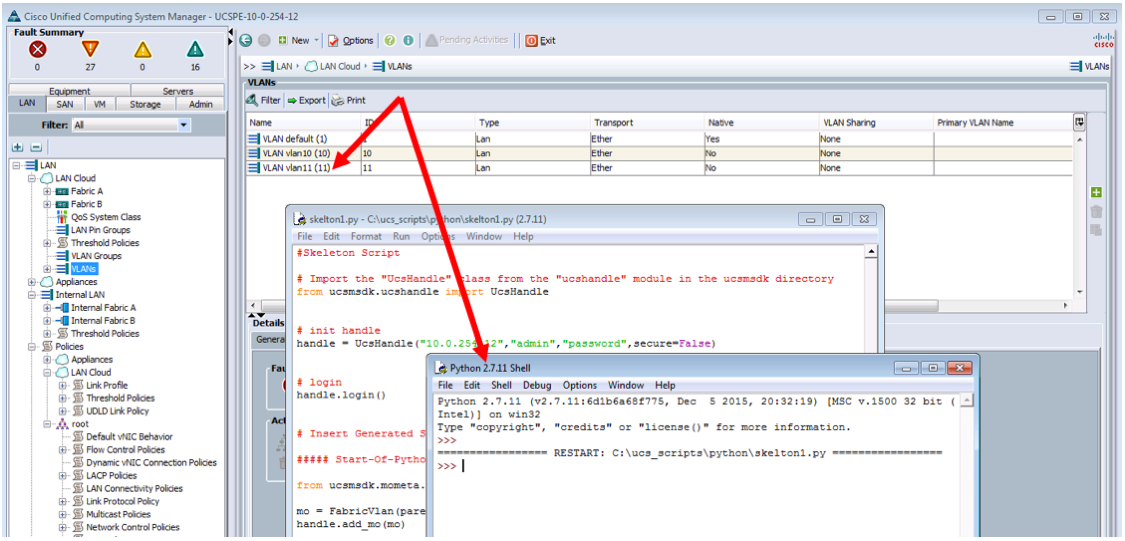 Cisco Unified Computing System Manager - UCSPE-10-0-254-12
Fault Summary
0 27 0 16
New Options Pending Activities Exit
CISCO
>> LAN LAN Cloud VLANs
VLANs
Equipment Servers
LAN SAN VM Storage Admin
Filter: All
LAN
LAN Cloud
Fabric A
Fabric B
QoS System Class
LAN Pin Groups
Threshold Policies
VLAN Groups
VLANs
Appliances
Internal LAN
Internal Fabric A
Internal Fabric B
Threshold Policies
Policies
Appliances
LAN Cloud
Link Profile
Threshold Policies
UDLD Link Policy
root
Default vNIC Behavior
Flow Control Policies
Dynamic vNIC Connection Policies
LACP Policies
LAN Connectivity Policies
Link Protocol Policy
Multicast Policies
Network Control Policies
VLANs
Filter Export Print
Name ID Type Transport Native VLAN Sharing Primary VLAN Name
VLAN default (1) 1 Lan Ether Yes None
VLAN vlan10 (10) 10 Lan Ether No None
VLAN vlan11 (11) 11 Lan Ether No None
Details
skelton1.py - C:\ucs_scripts\python\skelton1.py (2.7.11)
File Edit Format Run Options Window Help
#Skeleton Script
# Import the "UcsHandle" class from the "ucshandle" module in the ucsmsdk directory
from ucsmsdk.ucshandle import UcsHandle
# init handle
handle = UcsHandle("10.0.254.12","admin","password",secure=False)
# login
handle.login()
# Insert Generated S
##### Start-Of-Pytho
from ucsmsdk.mometa.
mo = FabricVlan(pare
handle.add_mo(mo)
Python 2.7.11 Shell
File Edit Shell Debug Options Window Help
Python 2.7.11 (v2.7.11:6d1b6a68f775, Dec 5 2015, 20:32:19) [MSC v.1500 32 bit (
Intel)] on win32
Type "copyright", "credits" or "license()" for more information.
>>>
================= RESTART: C:\ucs_scripts\python\skelton1.py =================
>>>